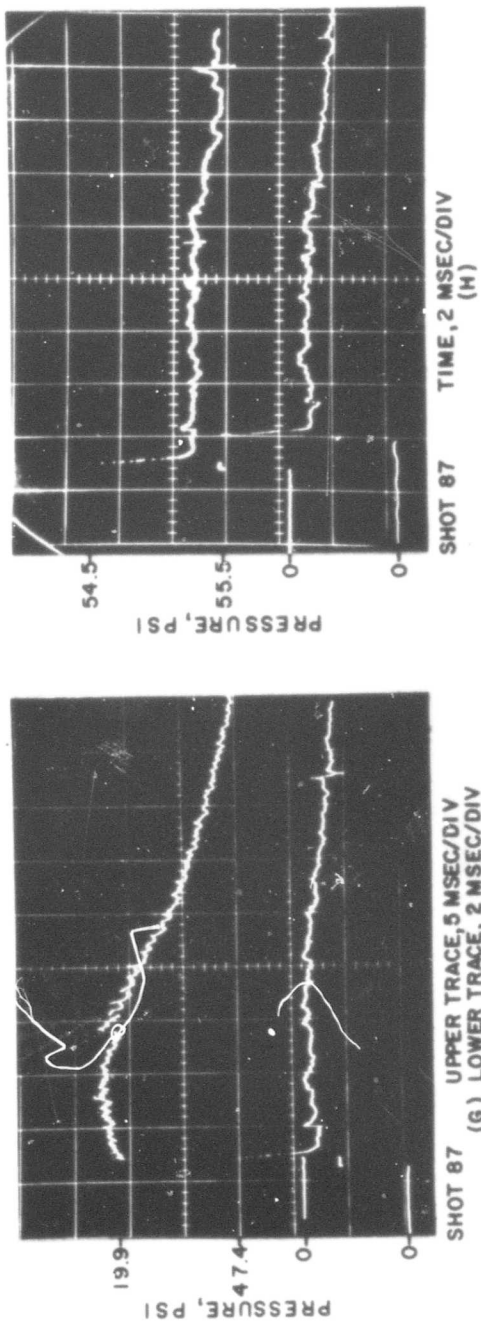 PRESSURE, PSI
19.9
47.4
0
0
SHOT 87 UPPER TRACE, 5 MSEC/DIV
(G) LOWER TRACE, 2 MSEC/DIV
PRESSURE, PSI
54.5
55.5
0
0
SHOT 87 TIME, 2 MSEC/DIV
(H)